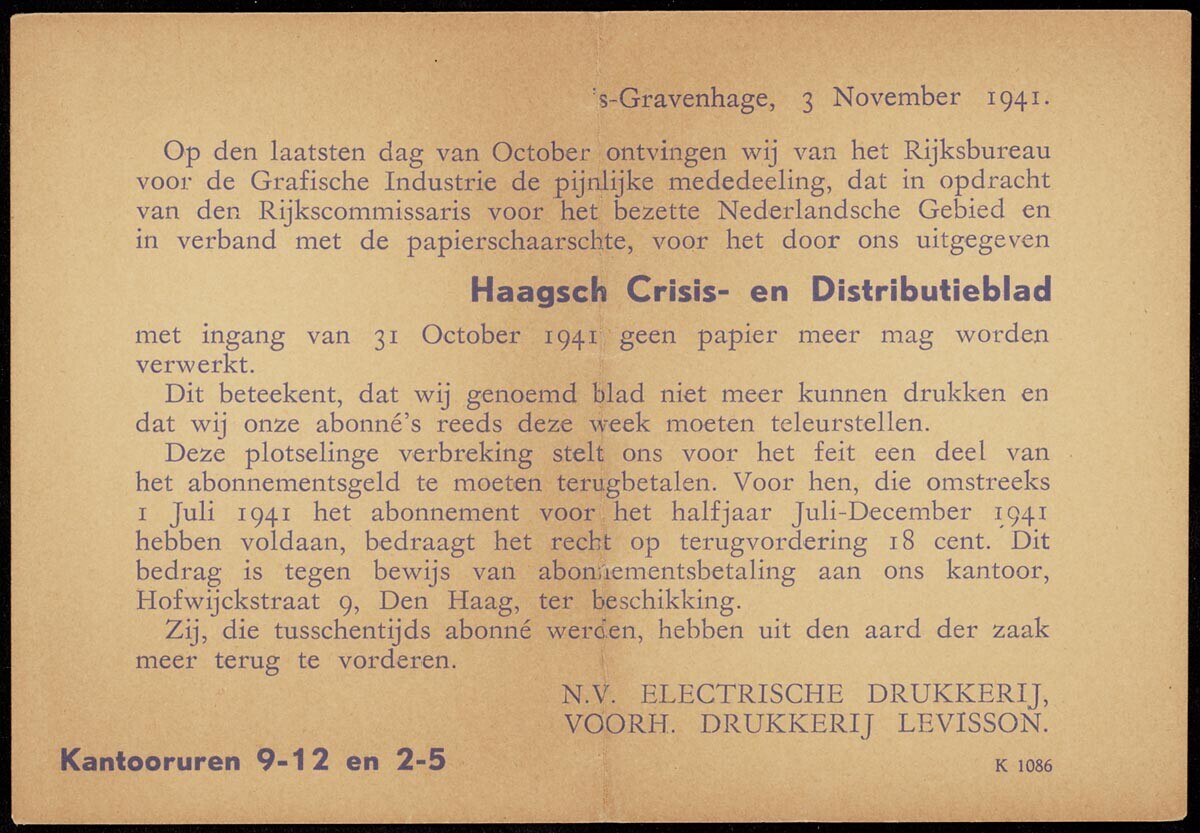 's-Gravenhage, 3 November 1941.
Op den laatsten dag van October ontvingen wij van het Rijksbureau
voor de Grafische Industrie de pijnlijke mededeeling, dat in opdracht
van den Rijkscommissaris voor het bezette Nederlandsche Gebied en
in verband met de papierschaarschte, voor het door ons uitgegeven
Haagsch Crisis- en Distributieblad
met ingang van 31 October 1941 geen papier meer mag worden
verwerkt.
Dit beteekent, dat wij genoemd blad niet meer kunnen drukken en
dat wij onze abonné's reeds deze week moeten teleurstellen.
Deze plotselinge verbreking stelt ons voor het feit een deel van
het abonnementsgeld te moeten terugbetalen. Voor hen, die omstreeks
1 Juli 1941 het abonnement voor het halfjaar Juli-December 1941
hebben voldaan, bedraagt het recht op terugvordering 18 cent. Dit
bedrag is tegen bewijs van abonnementsbetaling aan ons kantoor,
Hofwijckstraat 9, Den Haag, ter beschikking.
Zij, die tusschentijds abonné werden, hebben uit den aard der zaak
meer terug te vorderen.
N.V. ELECTRISCHE DRUKKERIJ,
VOORH. DRUKKERIJ LEVISSON.
Kantooruren 9-12 en 2-5
K 1086